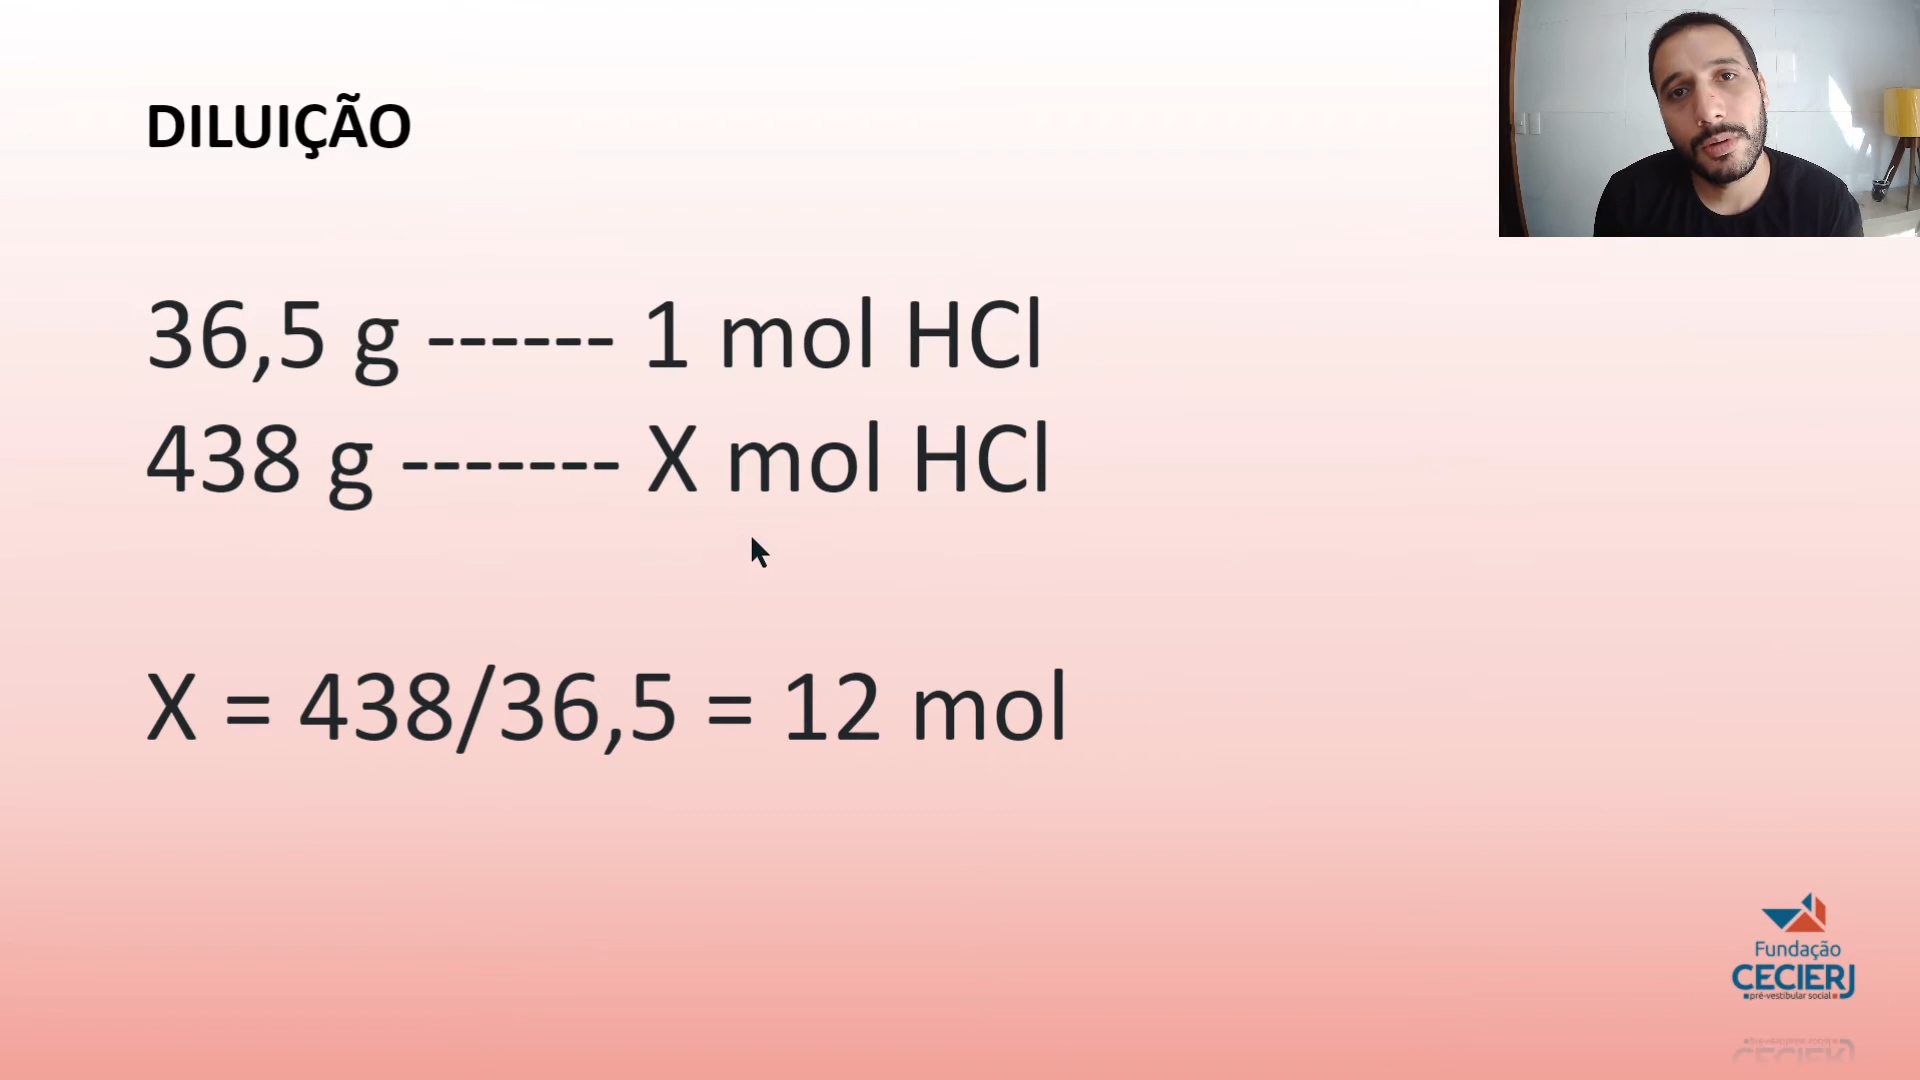 DILUIÇÃO
36,5 g ------ 1 mol HCl
438 g ------- X mol HCl
X = 438/36,5 = 12 mol
Fundação
CECIERJ
pré-vestibular social